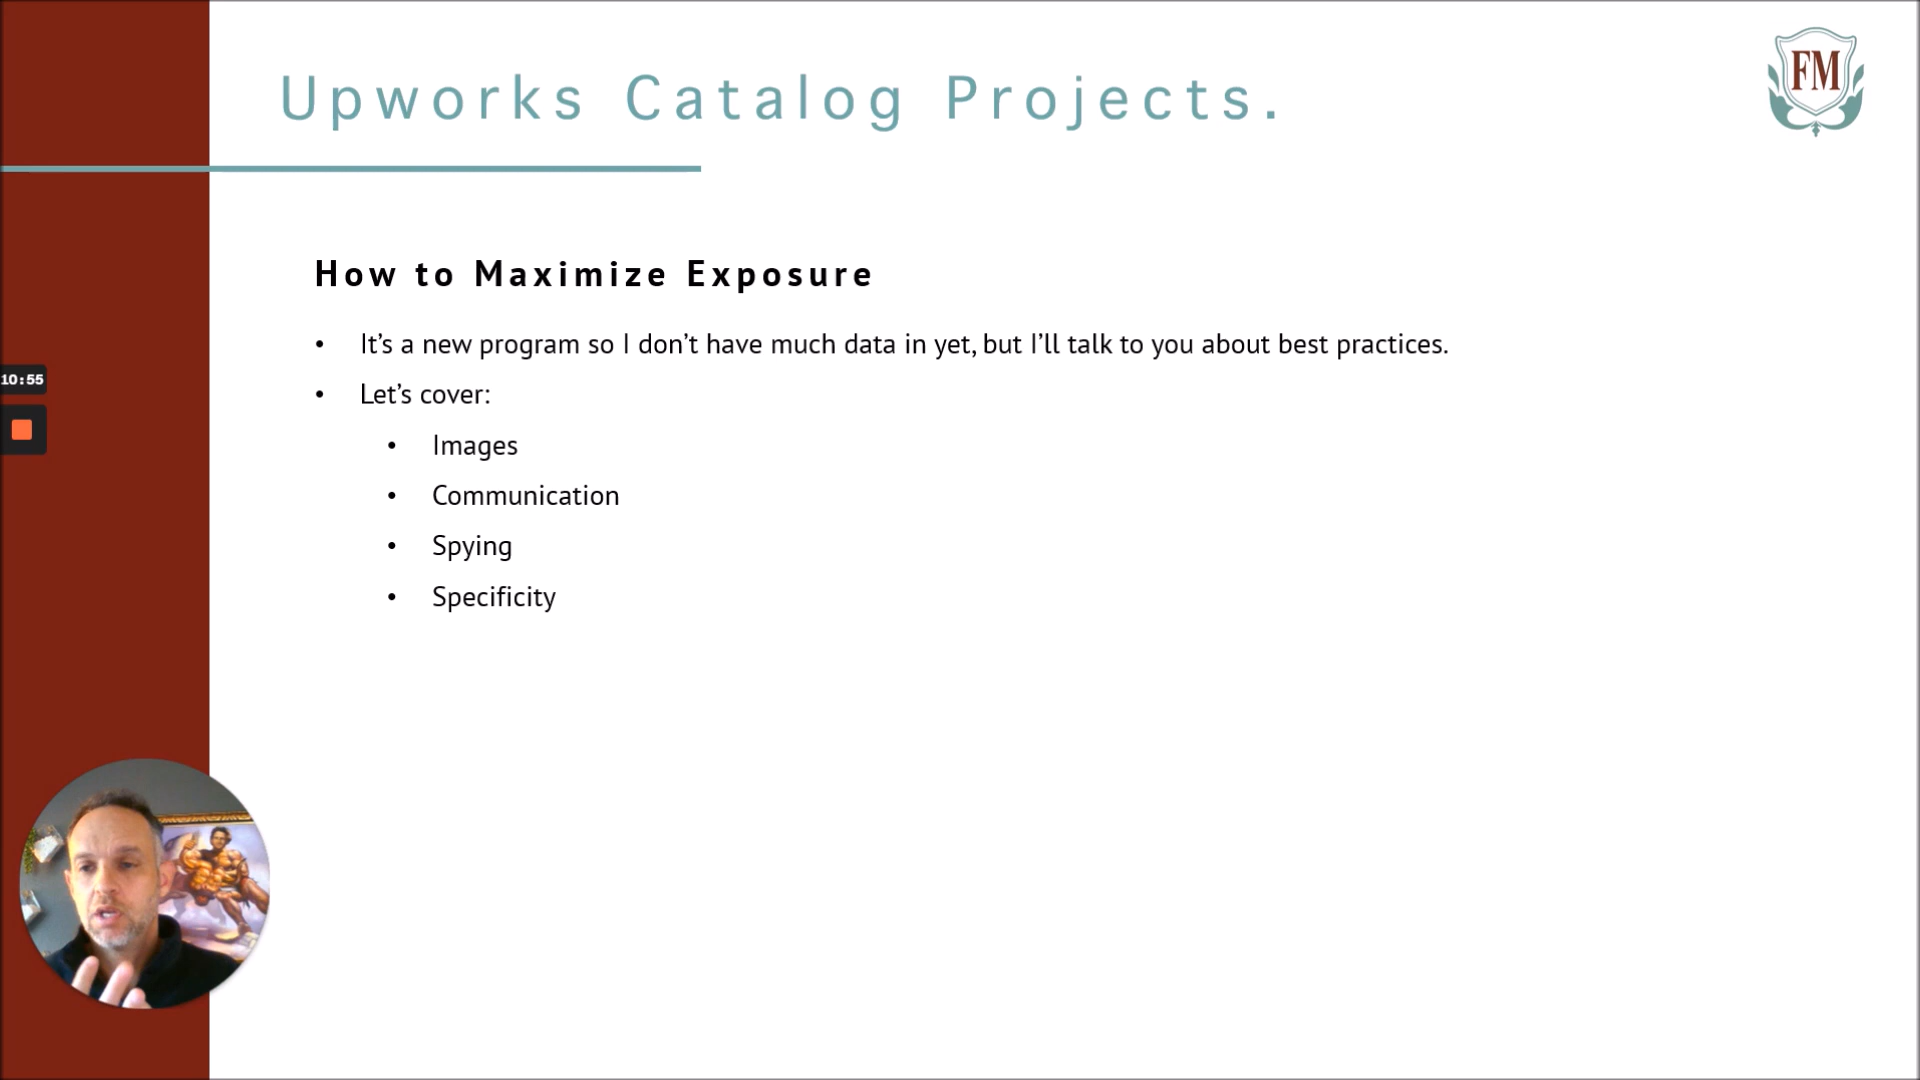 Upworks Catalog Projects.
FM
How to Maximize Exposure
• It’s a new program so I don’t have much data in yet, but I’ll talk to you about best practices.
• Let’s cover:
• Images
• Communication
• Spying
• Specificity
10:55